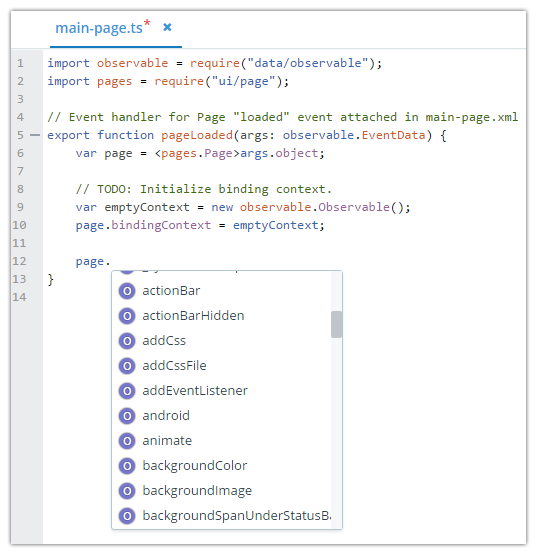 main-page.ts* ×
1 import observable = require("data/observable");
2 import pages = require("ui/page");
3
4 // Event handler for Page "loaded" event attached in main-page.xml
5 export function pageLoaded(args: observable.EventData) {
6 var page = <pages.Page>args.object;
7
8 // TODO: Initialize binding context.
9 var emptyContext = new observable.Observable();
10 page.bindingContext = emptyContext;
11
12 page.
13 }
14
O actionBar
O actionBarHidden
O addCss
O addCssFile
O addEventListener
O android
O animate
O backgroundColor
O backgroundImage
O backgroundSpanUnderStatusBa